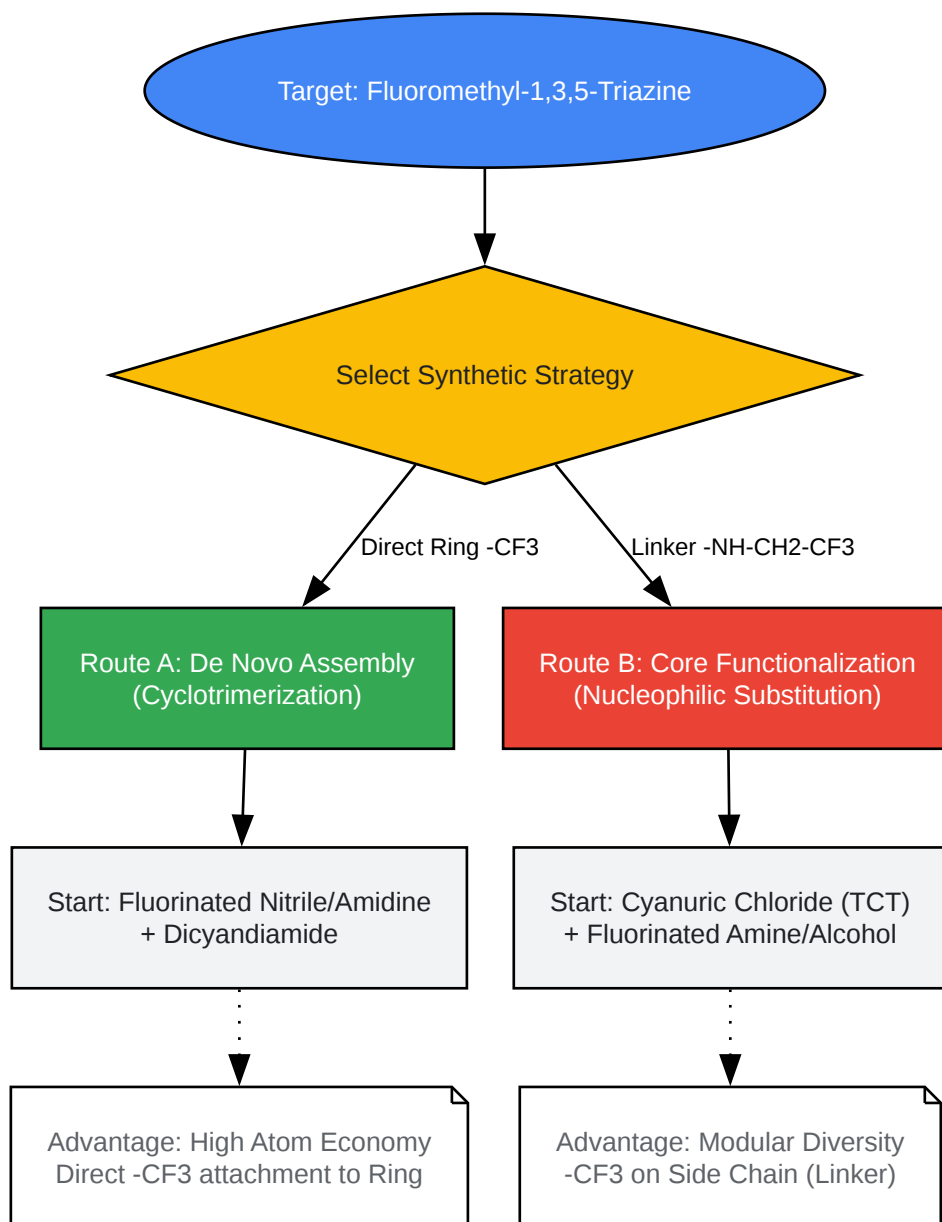 Target: Fluoromethyl-1,3,5-Triazine
Select Synthetic Strategy
Direct Ring -CF3
Linker -NH-CH2-CF3
Route A: De Novo Assembly
(Cyclotrimerization)
Route B: Core Functionalization
(Nucleophilic Substitution)
Start: Fluorinated Nitrile/Amidine
+ Dicyandiamide
Start: Cyanuric Chloride (TCT)
+ Fluorinated Amine/Alcohol
Advantage: High Atom Economy
Direct -CF3 attachment to Ring
Advantage: Modular Diversity
-CF3 on Side Chain (Linker)